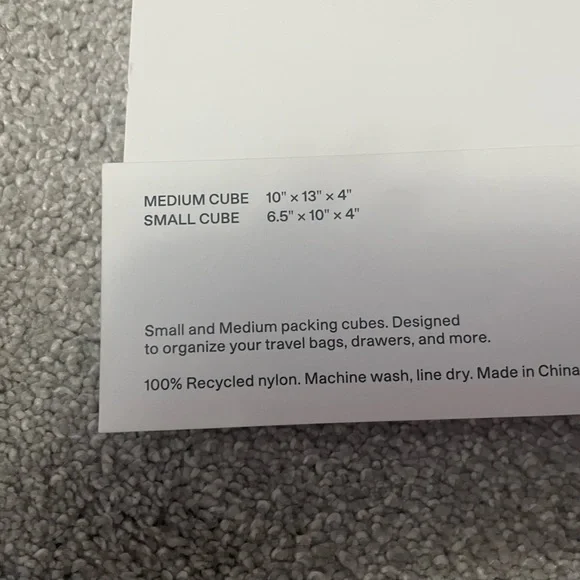 MEDIUM CUBE 10" × 13" × 4"
SMALL CUBE 6.5" × 10" × 4"
Small and Medium packing cubes. Designed
to organize your travel bags, drawers, and more.
100% Recycled nylon. Machine wash, line dry. Made in China